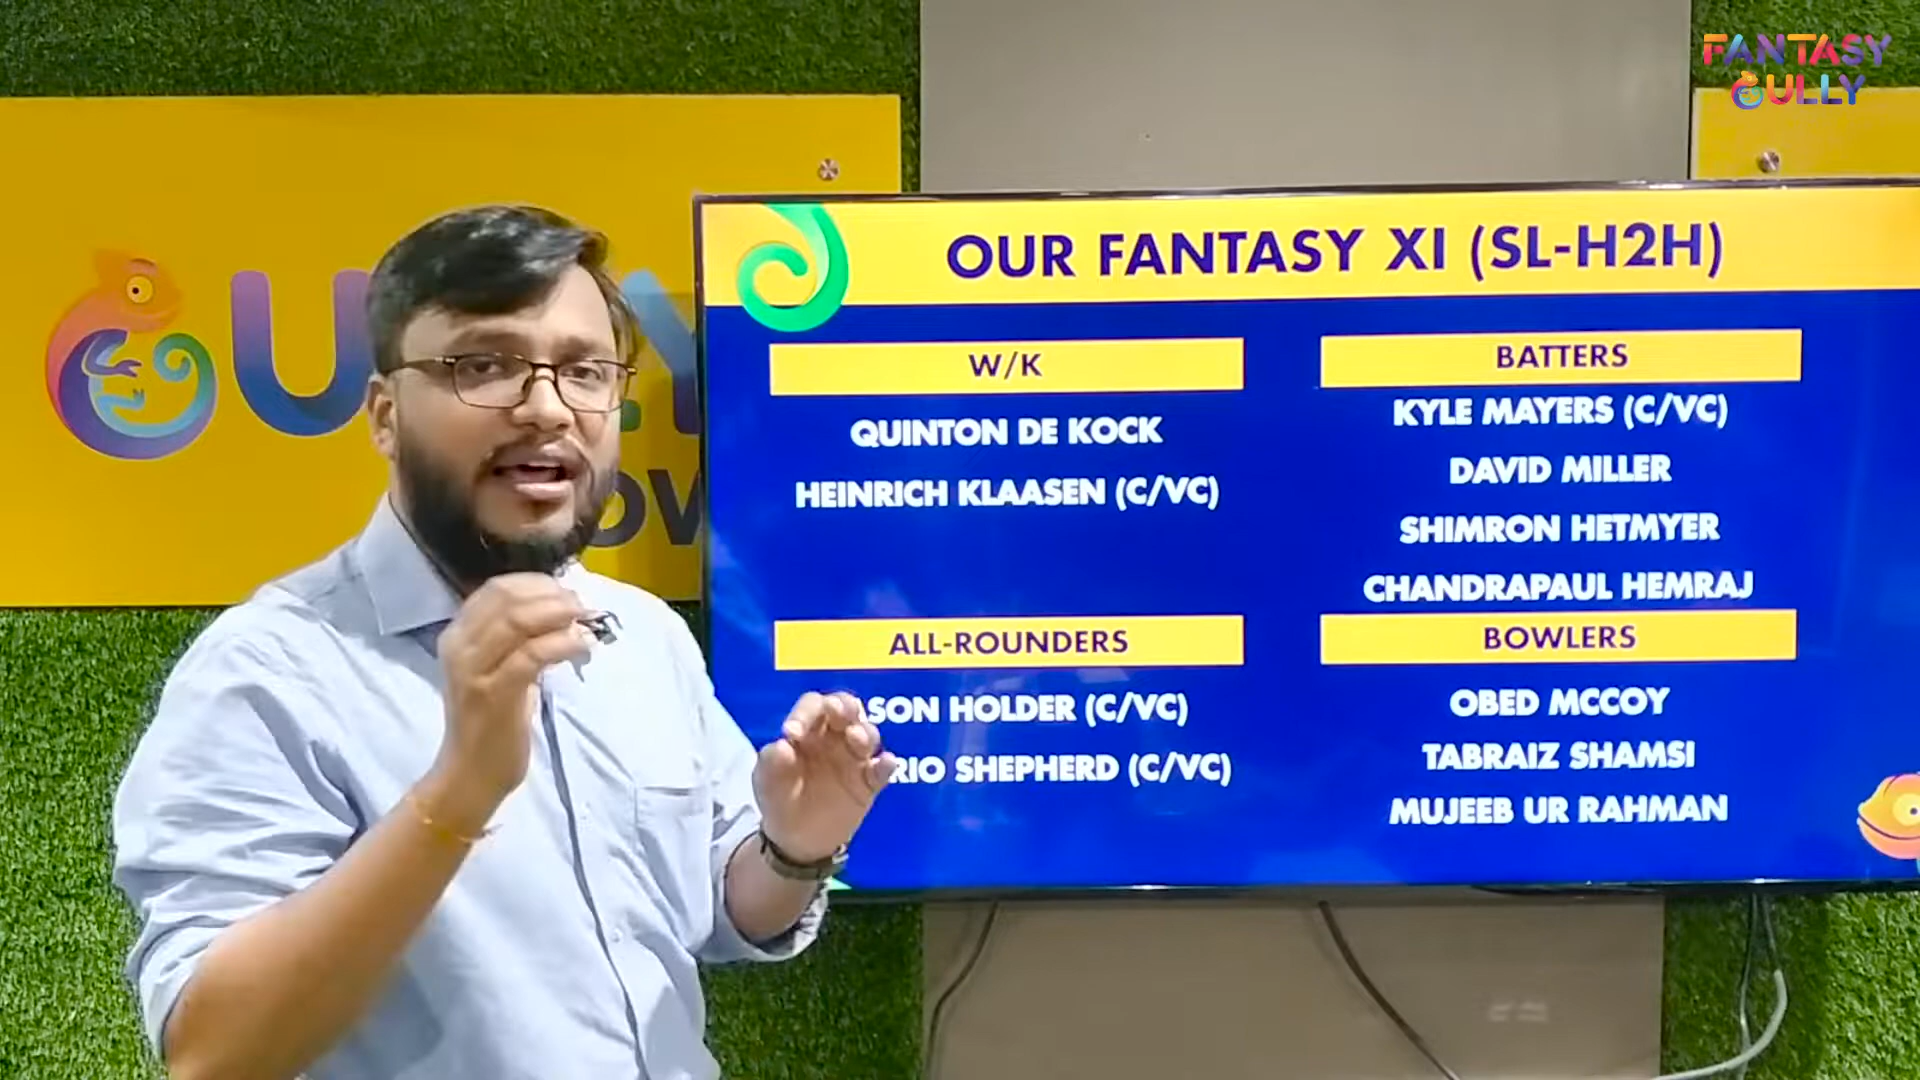 FANTASY
GULLY
OUR FANTASY XI (SL-H2H)
W/K
QUINTON DE KOCK
HEINRICH KLAASEN (C/VC)
BATTERS
KYLE MAYERS (C/VC)
DAVID MILLER
SHIMRON HETMYER
CHANDRAPAUL HEMRAJ
ALL-ROUNDERS
ASON HOLDER (C/VC)
RIO SHEPHERD (C/VC)
BOWLERS
OBED MCCOY
TABRAIZ SHAMSI
MUJEEB UR RAHMAN